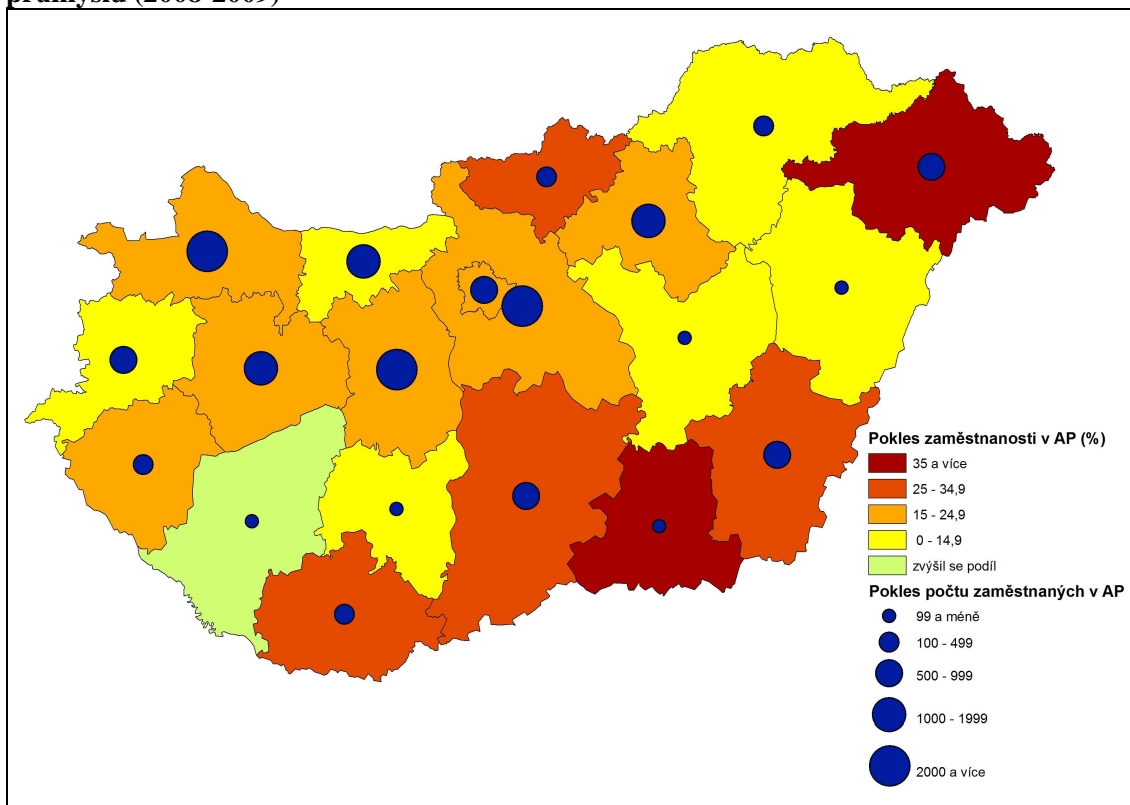 průmyslu (2008-2009)
Pokles zaměstnanosti v AP (%)
35 a více
25 - 34,9
15 - 24,9
0 - 14,9
zvýšil se podíl
Pokles počtu zaměstnaných v AP
99 a méně
100 - 499
500 - 999
1000 - 1999
2000 a více